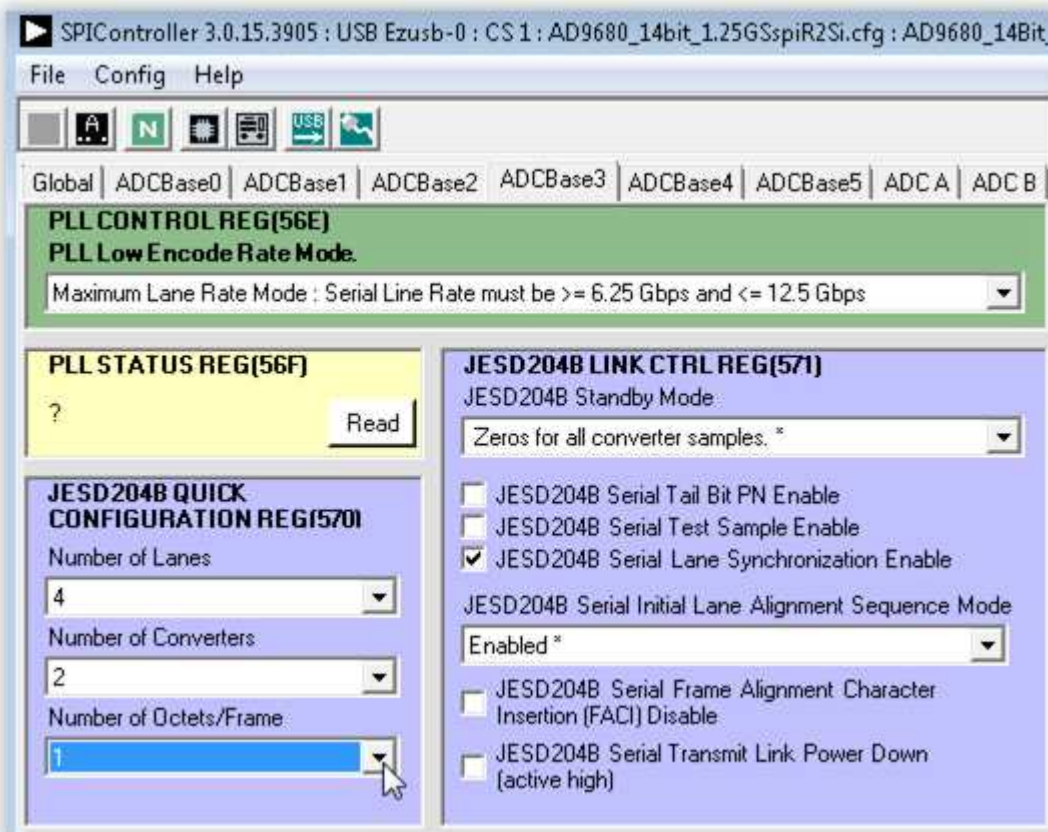 SPIController 3.0.15.3905 : USB Ezusb-0 : CS 1 : AD9680_14bit_1.25GSspiR2Si.cfg : AD9680_14Bit_
File Config Help
A
N
USB
Global ADCBase0 ADCBase1 ADCBase2 ADCBase3 ADCBase4 ADCBase5 ADC A ADC B
PLL CONTROL REG(56E)
PLL Low Encode Rate Mode.
Maximum Lane Rate Mode : Serial Line Rate must be >= 6.25 Gbps and <= 12.5 Gbps
PLL STATUS REG(56F)
?
Read
JESD204B QUICK
CONFIGURATION REG(570)
Number of Lanes
4
Number of Converters
2
Number of Octets/Frame
1
JESD204B LINK CTRL REG(571)
JESD204B Standby Mode
Zeros for all converter samples. *
JESD204B Serial Tail Bit PN Enable
JESD204B Serial Test Sample Enable
JESD204B Serial Lane Synchronization Enable
JESD204B Serial Initial Lane Alignment Sequence Mode
Enabled *
JESD204B Serial Frame Alignment Character
Insertion (FACI) Disable
JESD204B Serial Transmit Link Power Down
(active high)